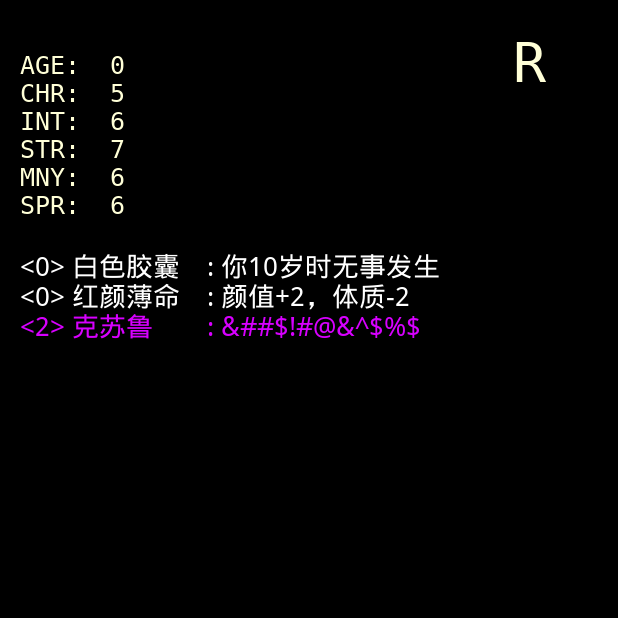 R
AGE: 0
CHR: 5
INT: 6
STR: 7
MNY: 6
SPR: 6
<0> 白色胶囊 : 你10岁时无事发生
<0> 红颜薄命 : 颜值+2，体质-2
<2> 克苏鲁 : &##$!#@&^$%$